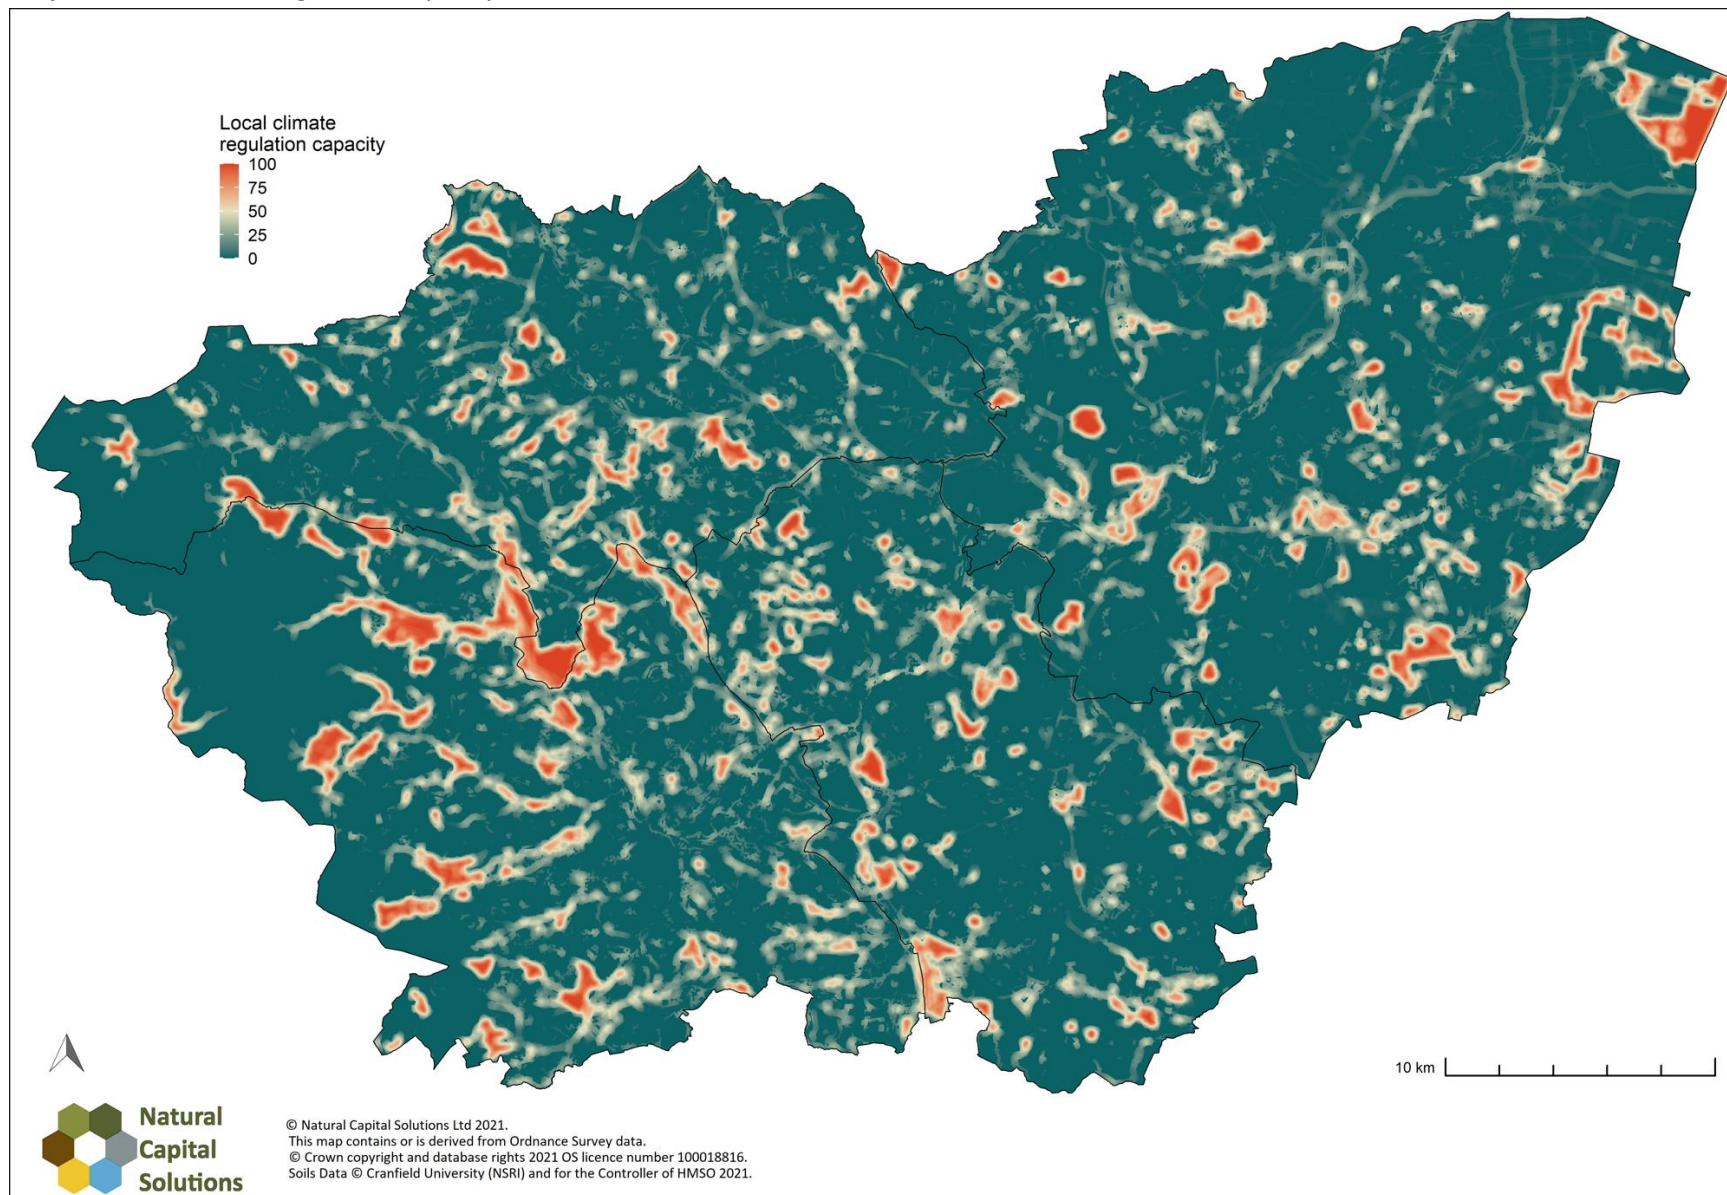 Local climate
regulation capacity
100
75
50
25
0
10 km
Natural
Capital
Solutions
© Natural Capital Solutions Ltd 2021.
This map contains or is derived from Ordnance Survey data.
© Crown copyright and database rights 2021 OS licence number 100018816.
Soils Data © Cranfield University (NSRI) and for the Controller of HMSO 2021.